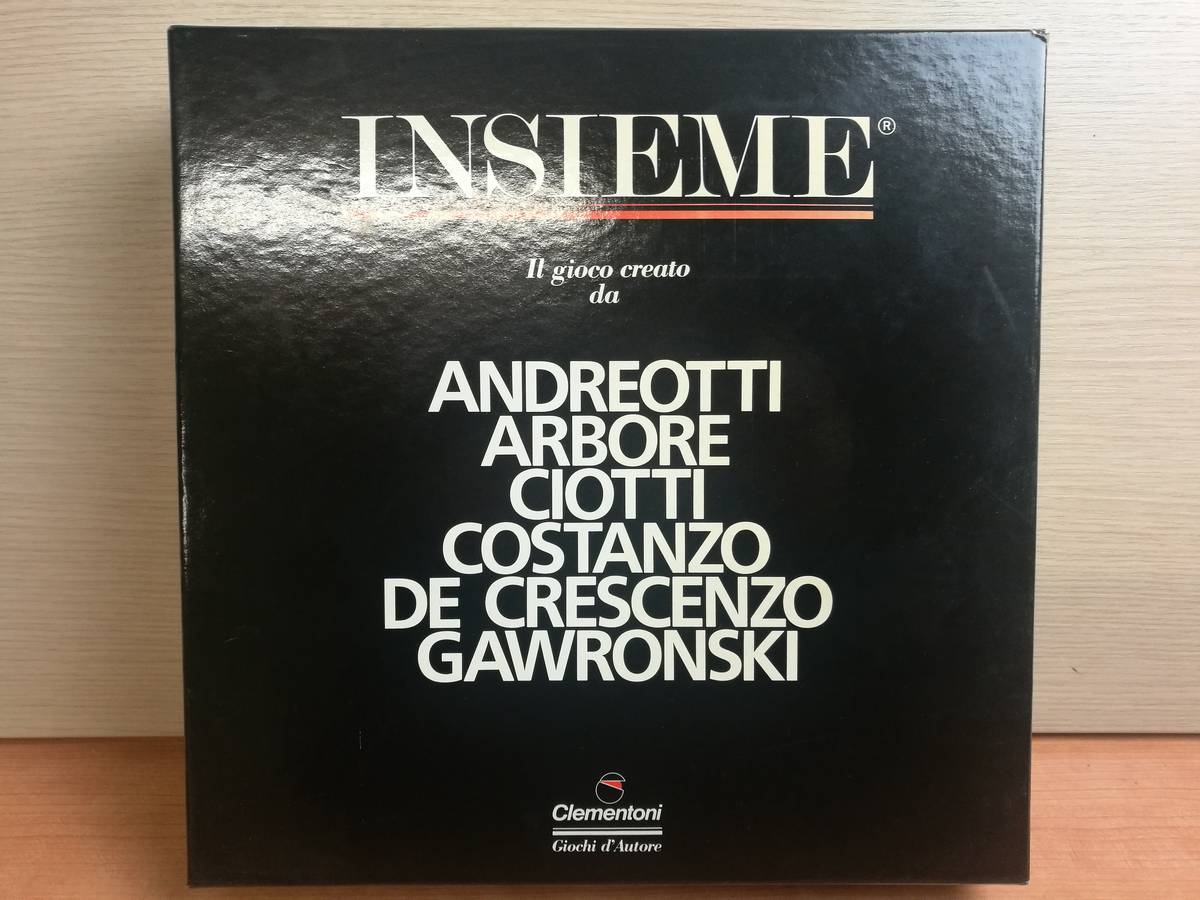 INSIEME®
Il gioco creato
da
ANDREOTTI
ARBORE
CIOTTI
COSTANZO
DE CRESCENZO
GAWRONSKI
Clementoni
Giochi d'Autore